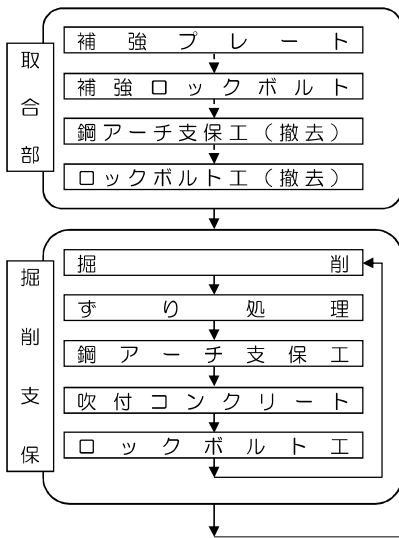 取合部
補強プレート
補強ロックボルト
鋼アーチ支保工(撤去)
ロックボルト工(撤去)
掘削支保
掘削
ずり処理
鋼アーチ支保工
吹付コンクリート
ロックボルト工